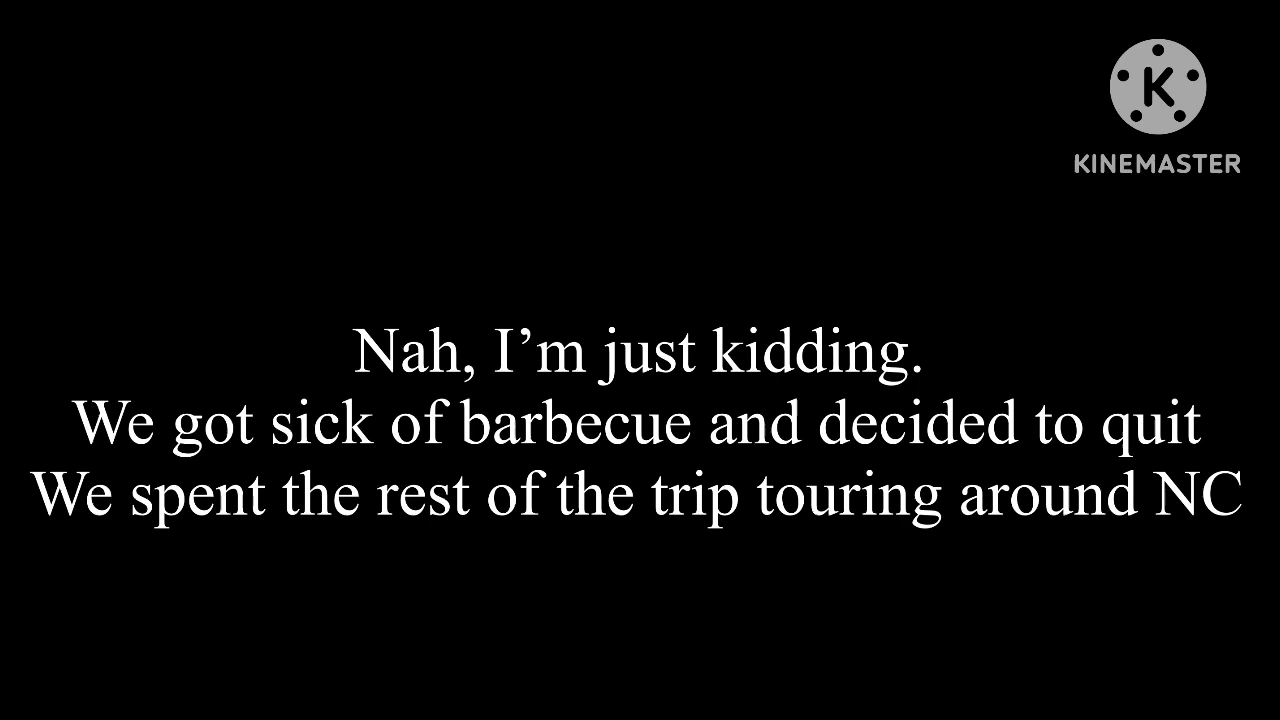 K
KINEMASTER
Nah, I’m just kidding.
We got sick of barbecue and decided to quit
We spent the rest of the trip touring around NC